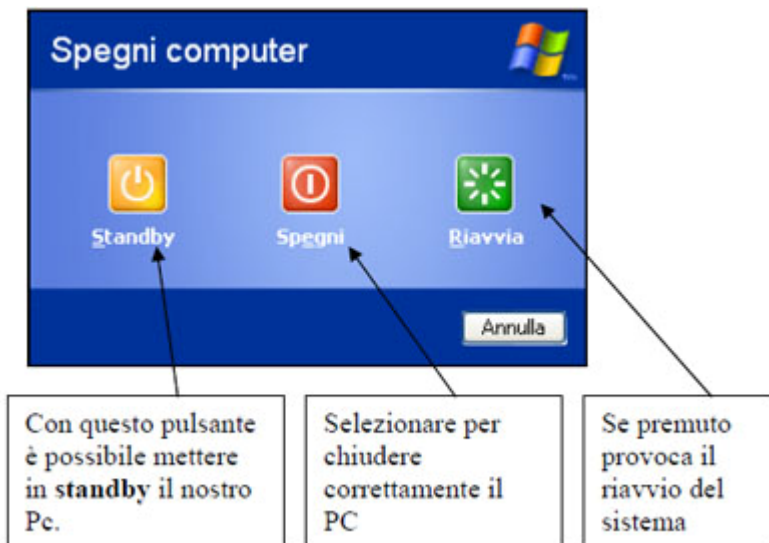 Spegni computer
Standby
Spegni
Riavvia
Annulla
Con questo pulsante
è possibile mettere
in standby il nostro
Pc.
Selezionare per
chiudere
correttamente il
PC
Se premuto
provoca il
riavvio del
sistema